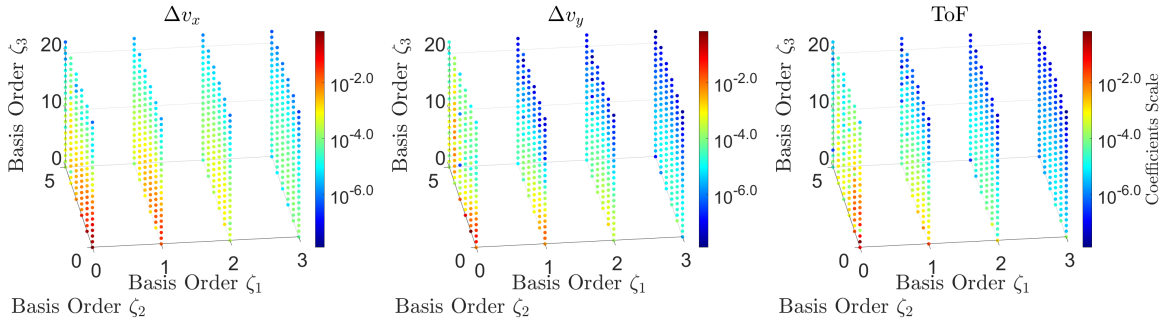 Δv_x
Basis Order ζ_3
20
10
0
5
0
0
1
2
3
Basis Order ζ_1
Basis Order ζ_2
10^-2.0
10^-4.0
10^-6.0
Δv_y
Basis Order ζ_3
20
10
0
5
0
0
1
2
3
Basis Order ζ_1
Basis Order ζ_2
10^-2.0
10^-4.0
10^-6.0
ToF
Basis Order ζ_3
20
10
0
5
0
0
1
2
3
Basis Order ζ_1
Basis Order ζ_2
10^-2.0
10^-4.0
10^-6.0
Coefficients Scale